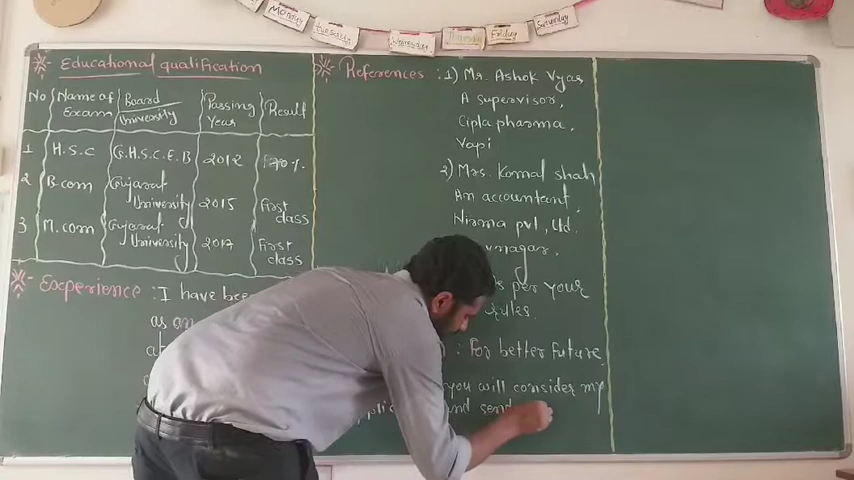 Monday
Tuesday
Wednesday
Thursday
Friday
Saturday
Educational qualification
No Name of Exam Board University Passing Year Result
1 H.S.C G.H.S.C.E.B 2012 70%
2 B.com Gujarat University 2015 First class
3 M.com Gujarat University 2017 First class
Experience : I have been
as an
at
References : 1) Mr. Ashok Vyas
A supervisor,
Cipla pharma,
Vapi
2) Mrs. Komal shah
An accountant,
Nirma pvt, Ltd.
per your
rules.
: For better Future
you will consider my
and send